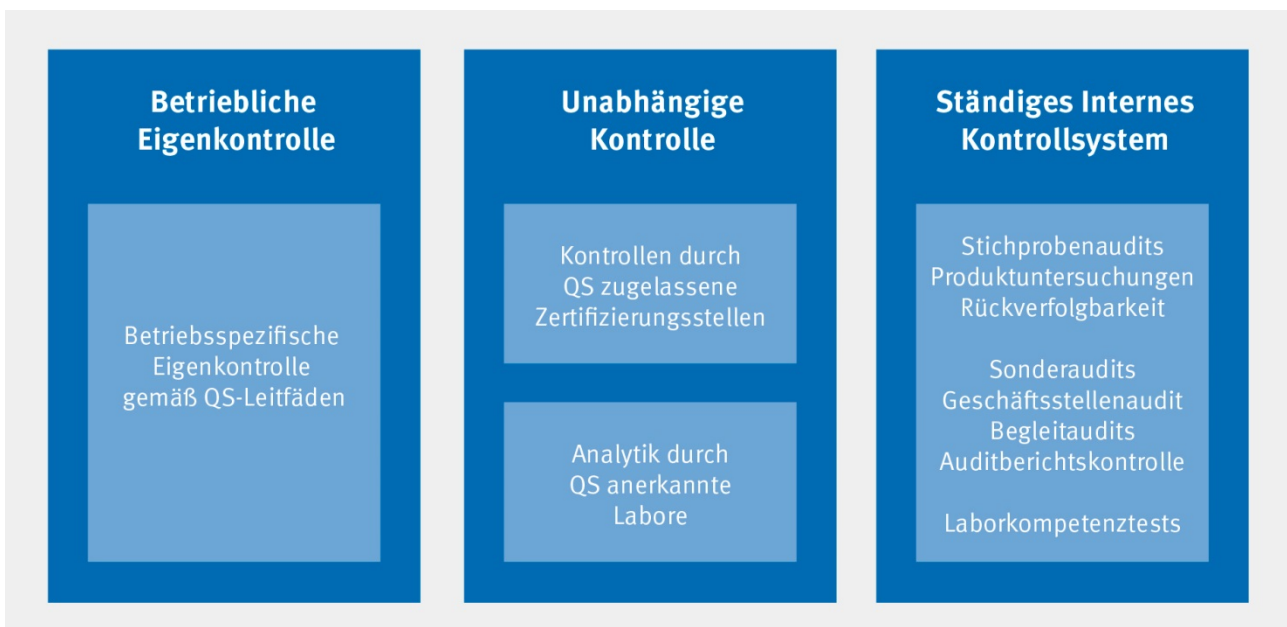 Betriebliche
Eigenkontrolle
Betriebsspezifische
Eigenkontrolle
gemäß QS-Leitfäden
Unabhängige
Kontrolle
Kontrollen durch
QS zugelassene
Zertifizierungsstellen
Analytik durch
QS anerkannte
Labore
Ständiges Internes
Kontrollsystem
Stichprobenaudits
Produktuntersuchungen
Rückverfolgbarkeit
Sonderaudits
Geschäftsstellenaudit
Begleitaudits
Auditberichtskontrolle
Laborkompetenztests